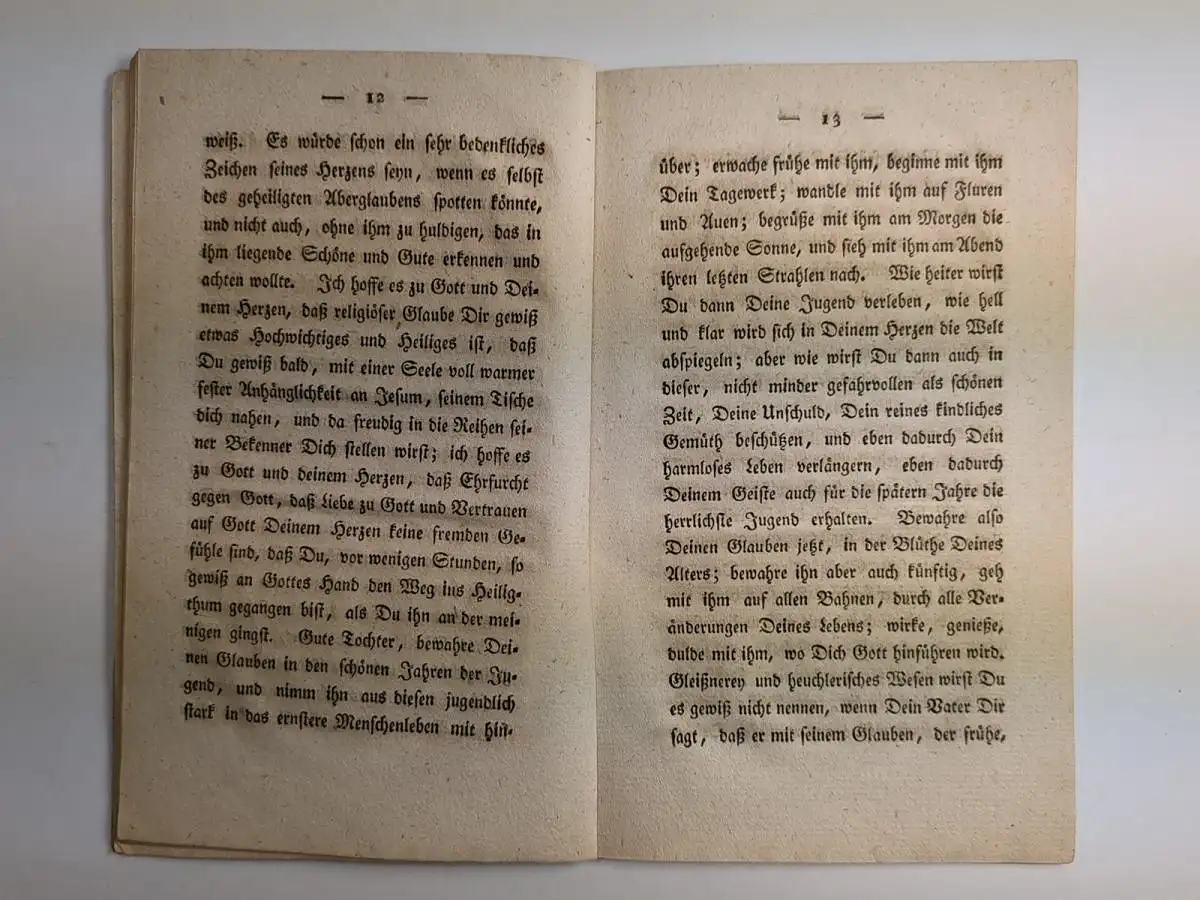 — 12 —
weiß. Es würde schon ein sehr bedenkliches
Zeichen seines Herzens seyn, wenn es selbst
des geheiligten Aberglaubens spotten könnte,
und nicht auch, ohne ihm zu huldigen, das in
ihm liegende Schöne und Gute erkennen und
achten wollte. Ich hoffe es zu Gott und Dei-
nem Herzen, daß religiöser Glaube Dir gewiß
etwas Hochwichtiges und Heiliges ist, daß
Du gewiß bald, mit einer Seele voll warmer
fester Anhänglichkeit an Jesum, seinem Tische
dich nahen, und da freudig in die Reihen sei-
ner Bekenner Dich stellen wirst; ich hoffe es
zu Gott und deinem Herzen, daß Ehrfurcht
gegen Gott, daß Liebe zu Gott und Vertrauen
auf Gott Deinem Herzen keine fremden Ge-
fühle sind, daß Du, vor wenigen Stunden, so
gewiß an Gottes Hand den Weg ins Heilig-
thum gegangen bist, als Du ihn an der mei-
nigen gingst. Gute Tochter, bewahre Dei-
nen Glauben in den schönen Jahren der Ju-
gend, und nimm ihn aus diesen jugendlich
stark in das ernstere Menschenleben mit hin-
— 13 —
über; erwache frühe mit ihm, beginne mit ihm
Dein Tagewerk; wandle mit ihm auf Fluren
und Auen; begrüße mit ihm am Morgen die
aufgehende Sonne, und sieh mit ihm am Abend
ihren letzten Strahlen nach. Wie heiter wirst
Du dann Deine Jugend verleben, wie hell
und klar wird sich in Deinem Herzen die Welt
abspiegeln; aber wie wirst Du dann auch in
dieser, nicht minder gefahrvollen als schönen
Zeit, Deine Unschuld, Dein reines kindliches
Gemüth beschützen, und eben dadurch Dein
harmloses Leben verlängern, eben dadurch
Deinem Geiste auch für die spätern Jahre die
herrlichste Jugend erhalten. Bewahre also
Deinen Glauben jetzt, in der Blüthe Deines
Alters; bewahre ihn aber auch künftig, geh
mit ihm auf allen Bahnen, durch alle Ver-
änderungen Deines Lebens; wirke, genieße,
dulde mit ihm, wo Dich Gott hinführen wird.
Gleißnerey und heuchlerisches Wesen wirst Du
es gewiß nicht nennen, wenn Dein Vater Dir
sagt, daß er mit seinem Glauben, der frühe,